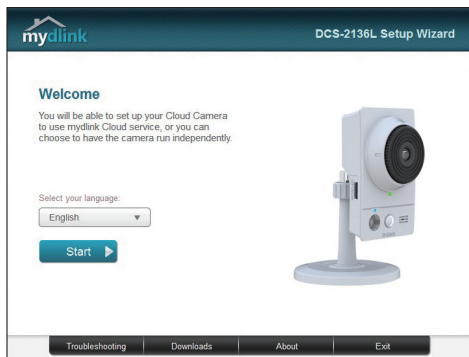 mydlink
DCS-2136L Setup Wizard
Welcome
You will be able to set up your Cloud Camera
to use mydlink Cloud service, or you can
choose to have the camera run independently.
Select your language:
English
Start
Troubleshooting
Downloads
About
Exit